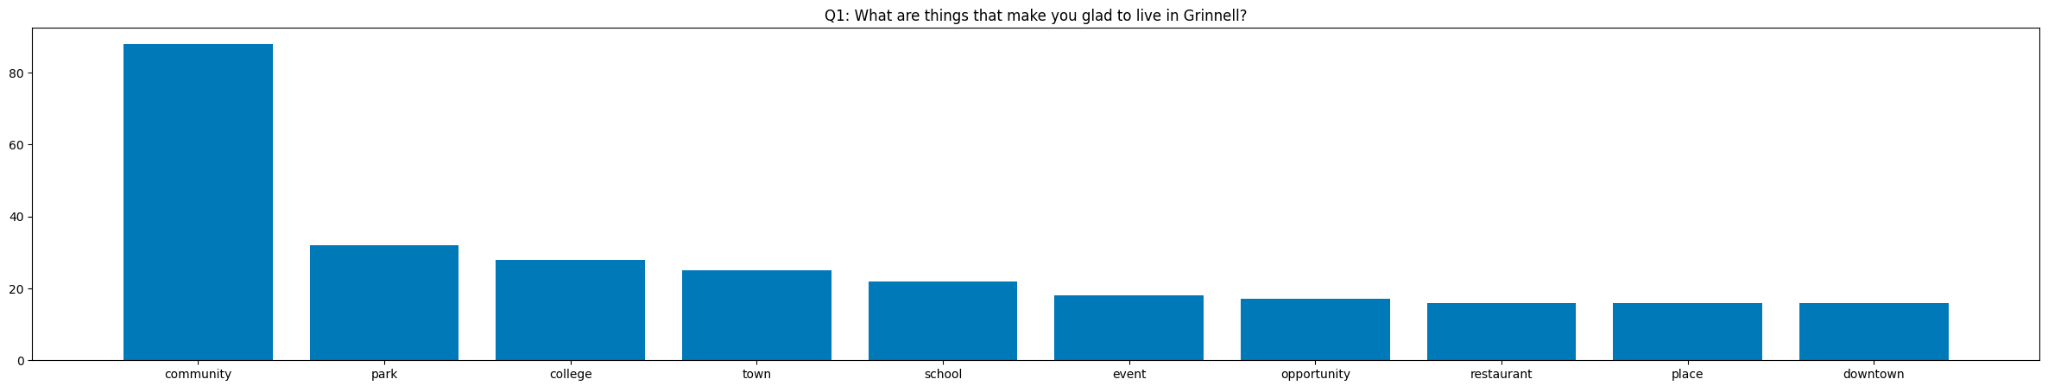 Q1: What are things that make you glad to live in Grinnell?
80
60
40
20
0
community park college town school event opportunity restaurant place downtown